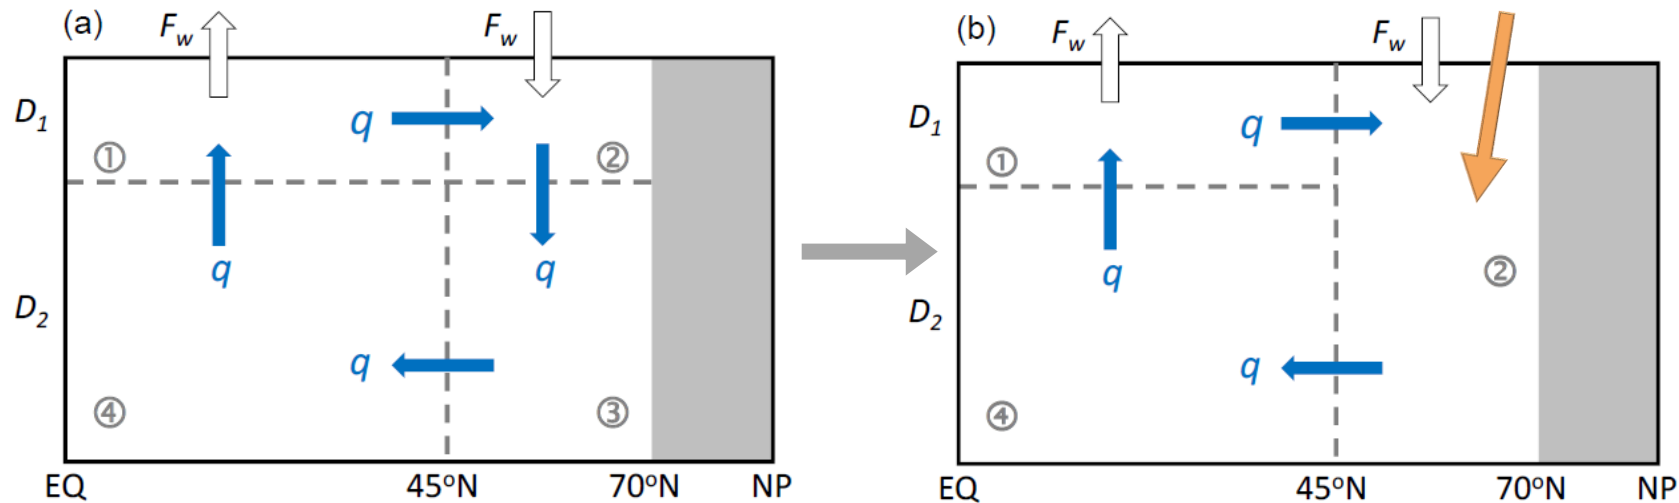 (a)
F_w
F_w
D_1
q
①
②
q
q
D_2
q
④
③
EQ
45°N
70°N
NP
(b)
F_w
F_w
D_1
q
①
q
②
D_2
q
④
EQ
45°N
70°N
NP